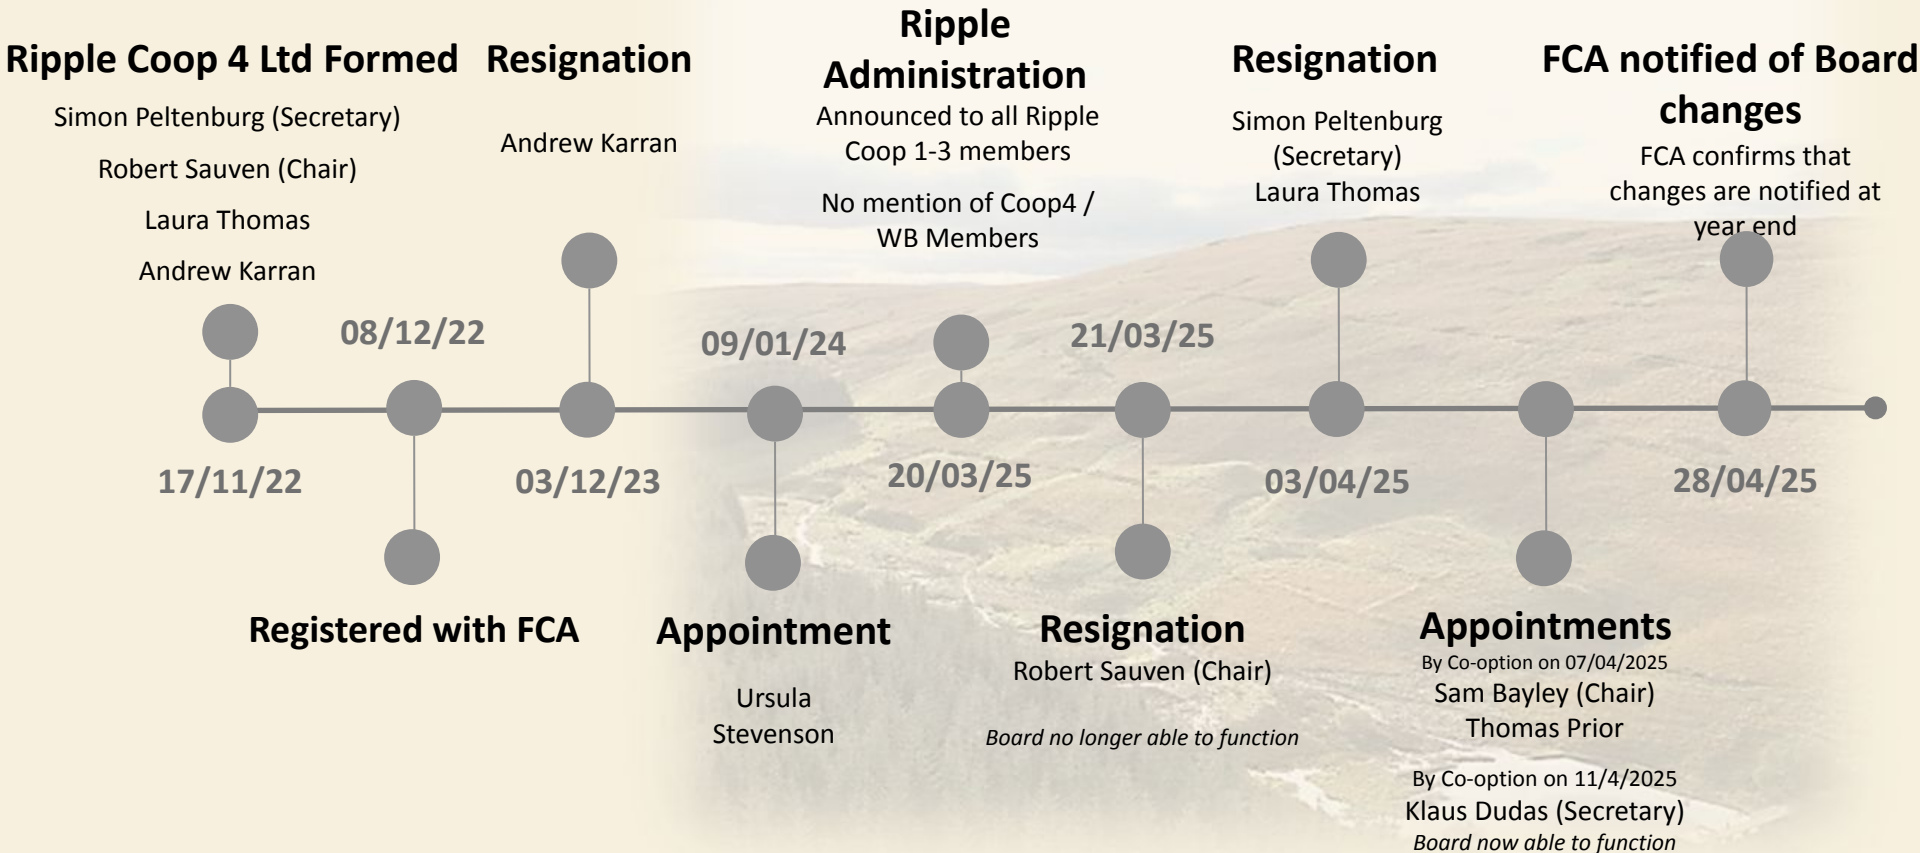 Ripple Coop 4 Ltd Formed
Simon Peltenburg (Secretary)
Robert Sauven (Chair)
Laura Thomas
Andrew Karran
17/11/22
08/12/22
Registered with FCA
Resignation
Andrew Karran
03/12/23
09/01/24
Appointment
Ursula
Stevenson
Ripple
Administration
Announced to all Ripple
Coop 1-3 members
No mention of Coop4 /
WB Members
20/03/25
21/03/25
Resignation
Robert Sauven (Chair)
Board no longer able to function
Resignation
Simon Peltenburg
(Secretary)
Laura Thomas
03/04/25
Appointments
By Co-option on 07/04/2025
Sam Bayley (Chair)
Thomas Prior
By Co-option on 11/4/2025
Klaus Dudas (Secretary)
Board now able to function
FCA notified of Board
changes
FCA confirms that
changes are notified at
year end
28/04/25